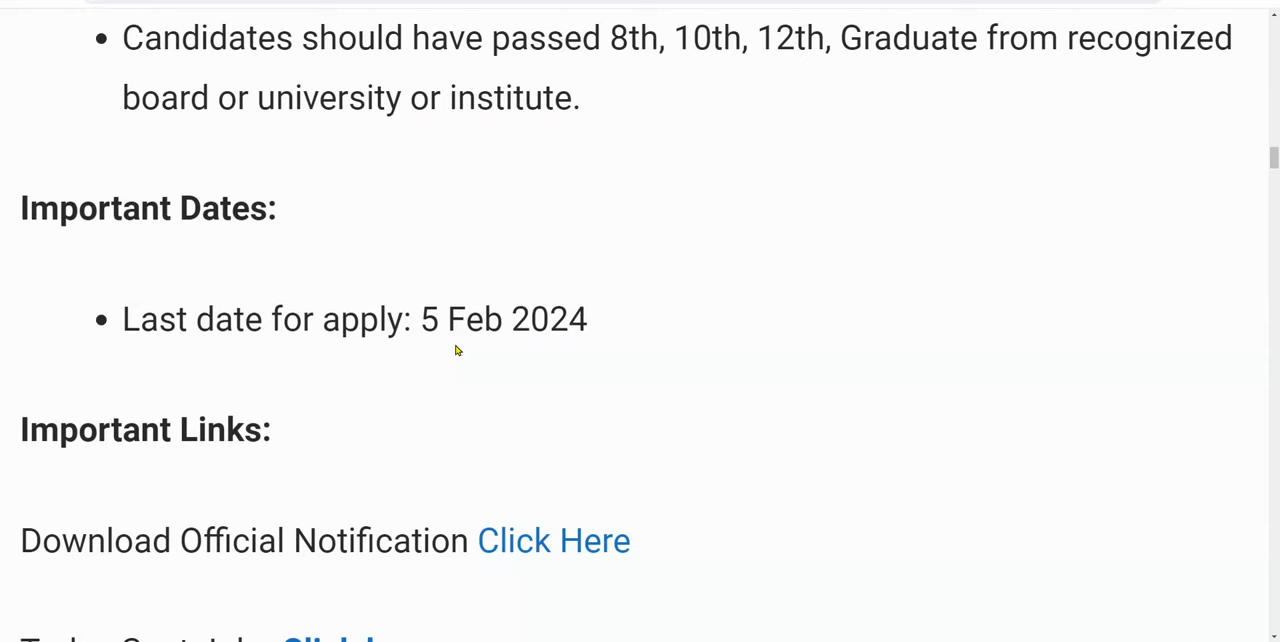 • Candidates should have passed 8th, 10th, 12th, Graduate from recognized
board or university or institute.
Important Dates:
• Last date for apply: 5 Feb 2024
Important Links:
Download Official Notification Click Here